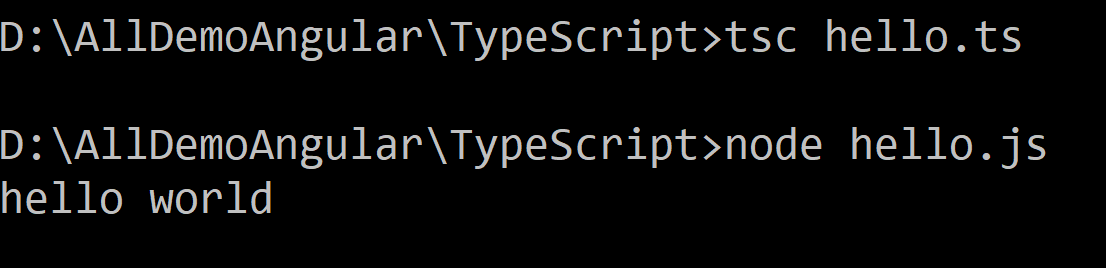 D:\AllDemoAngular\TypeScript>tsc hello.ts
D:\AllDemoAngular\TypeScript>node hello.js
hello world